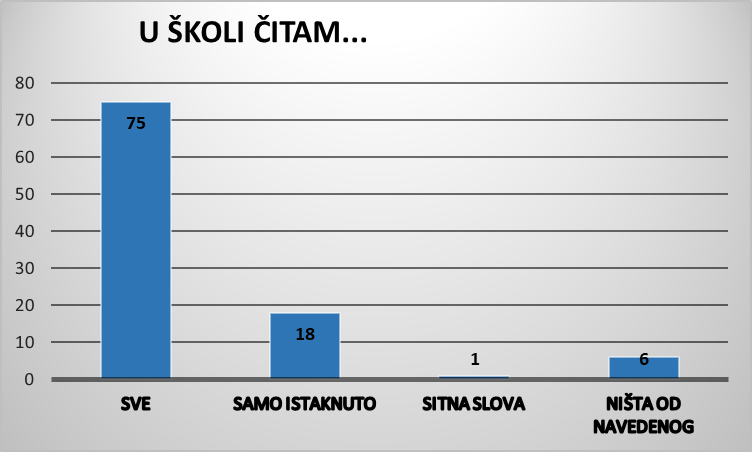 U ŠKOLI ČITAM...
80
70
60
50
40
30
20
10
0
75
18
1
6
SVE
SAMO ISTAKNUTO
SITNA SLOVA
NIŠTA OD
NAVEDENOG